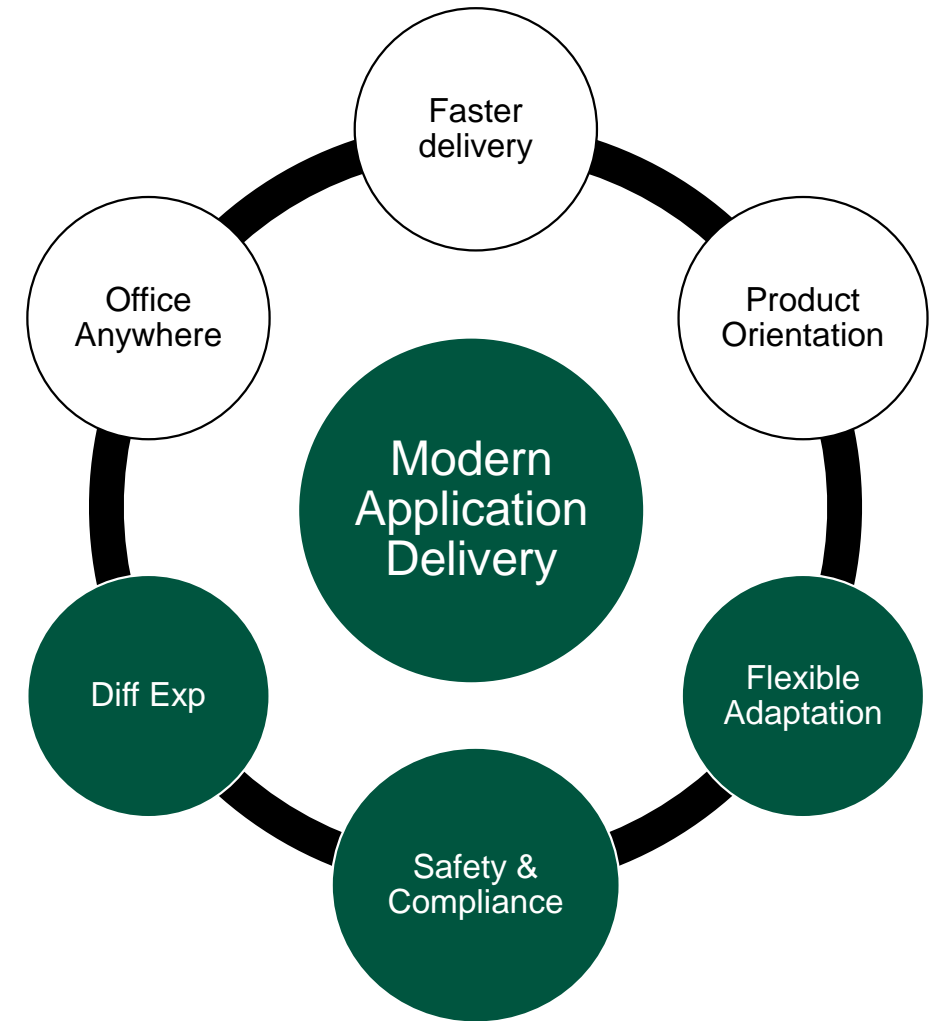 Faster
delivery
Product
Orientation
Flexible
Adaptation
Safety &
Compliance
Diff Exp
Office
Anywhere
Modern
Application
Delivery